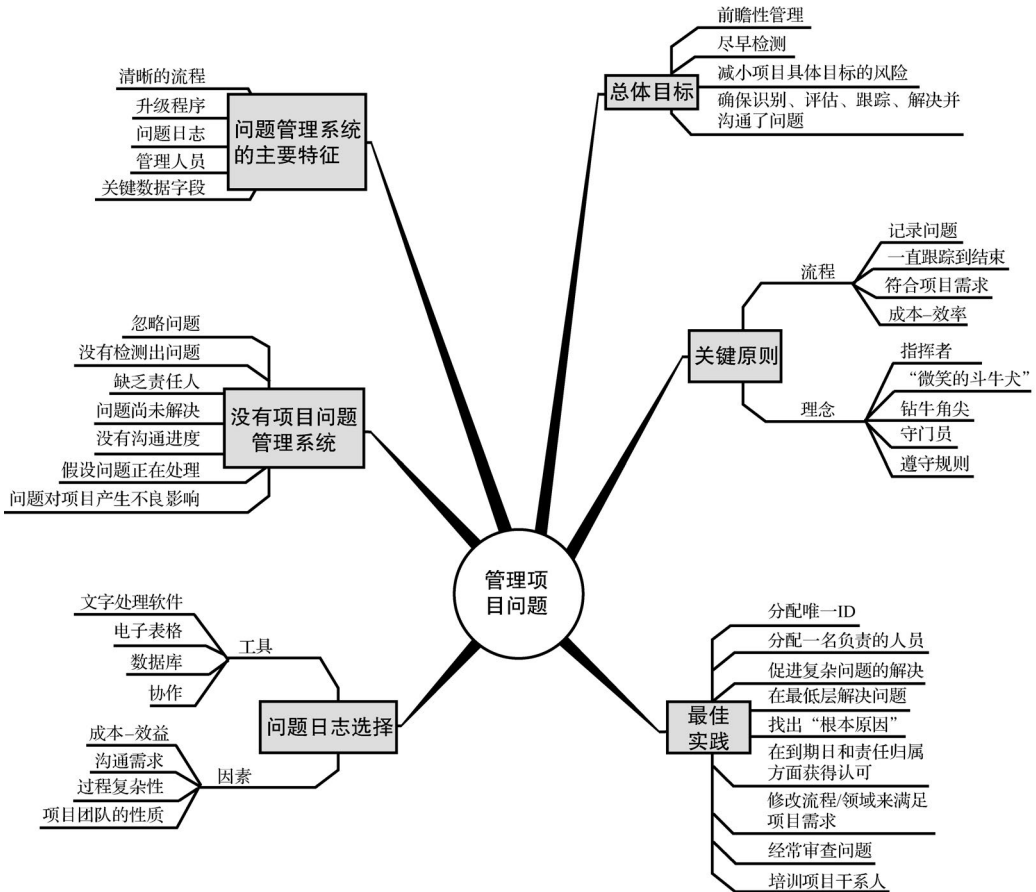 管理项
目问题
总体目标
前瞻性管理
尽早检测
减小项目具体目标的风险
确保识别、评估、跟踪、解决并
沟通了问题
关键原则
流程
记录问题
一直跟踪到结束
符合项目需求
成本–效率
理念
指挥者
“微笑的斗牛犬”
钻牛角尖
守门员
遵守规则
最佳
实践
分配唯一ID
分配一名负责的人员
促进复杂问题的解决
在最低层解决问题
找出“根本原因”
在到期日和责任归属
方面获得认可
修改流程/领域来满足
项目需求
经常审查问题
培训项目干系人
问题日志选择
工具
文字处理软件
电子表格
数据库
协作
因素
成本–效益
沟通需求
过程复杂性
项目团队的性质
没有项目问题
管理系统
忽略问题
没有检测出问题
缺乏责任人
问题尚未解决
没有沟通进度
假设问题正在处理
问题对项目产生不良影响
问题管理系统
的主要特征
清晰的流程
升级程序
问题日志
管理人员
关键数据字段